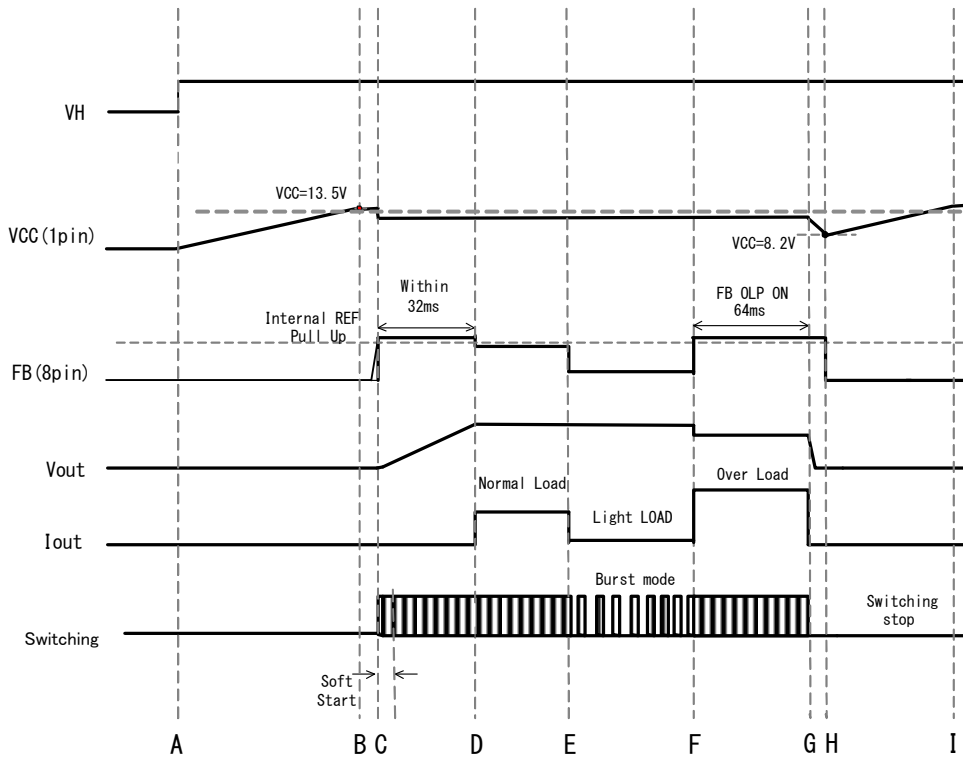 VH
VCC=13.5V
VCC(1pin)
VCC=8.2V
Within
32ms
FB OLP ON
64ms
Internal REF
Pull Up
FB(8pin)
Vout
Normal Load
Over Load
Light LOAD
Iout
Burst mode
Switching
stop
Switching
Soft
Start
A B C D E F G H I